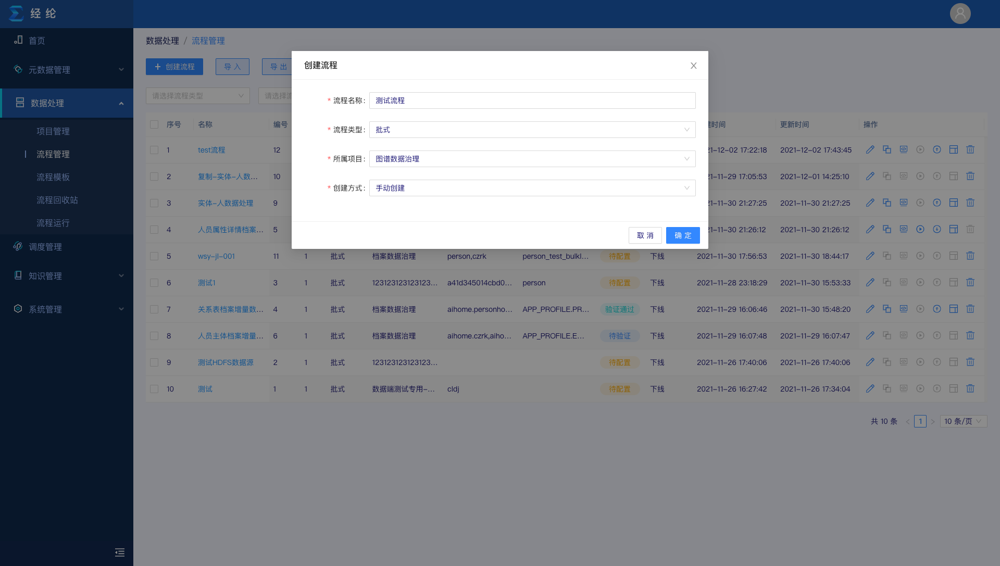 经 纶
首页
元数据管理
数据处理
项目管理
流程管理
流程模板
流程回收站
流程运行
调度管理
知识管理
系统管理
数据处理 / 流程管理
+ 创建流程 导 入 导 出
请选择流程类型 请选择流
创建流程
* 流程名称: 测试流程
* 流程类型: 批式
* 所属项目: 图谱数据治理
* 创建方式: 手动创建
取 消 确 定
序号 名称 编号 时间 更新时间 操作
1 test流程 12 21-12-02 17:22:18 2021-12-02 17:43:45
2 复制-实体-人数... 10 21-11-29 17:05:53 2021-12-01 14:25:10
3 实体-人数据处理 9 21-11-30 21:27:25 2021-11-30 21:27:25
4 人员属性详情档案... 5 21-11-30 21:26:12 2021-11-30 21:26:12
5 wsy-jl-001 11 1 批式 档案数据治理 person,czrk person_test_bulkl... 待配置 下线 2021-11-30 17:56:53 2021-11-30 18:44:17
6 测试1 3 1 批式 123123123123123... a41d345014cbd0... person 待配置 下线 2021-11-28 23:18:29 2021-11-30 15:53:33
7 关系表档案增量数... 4 1 批式 档案数据治理 aihome.personho... APP_PROFILE.PR... 验证通过 下线 2021-11-29 16:06:46 2021-11-30 15:48:20
8 人员主体档案增量... 6 1 批式 档案数据治理 aihome.czrk,aiho... APP_PROFILE.E... 待验证 下线 2021-11-29 16:07:48 2021-11-29 16:07:47
9 测试HDFS数据源 2 1 批式 123123123123123... 待配置 下线 2021-11-26 17:40:06 2021-11-26 17:40:06
10 测试 1 1 批式 数据端测试专用-... cldj 待配置 下线 2021-11-26 16:27:42 2021-11-26 17:34:04
共 10 条 < 1 > 10 条/页